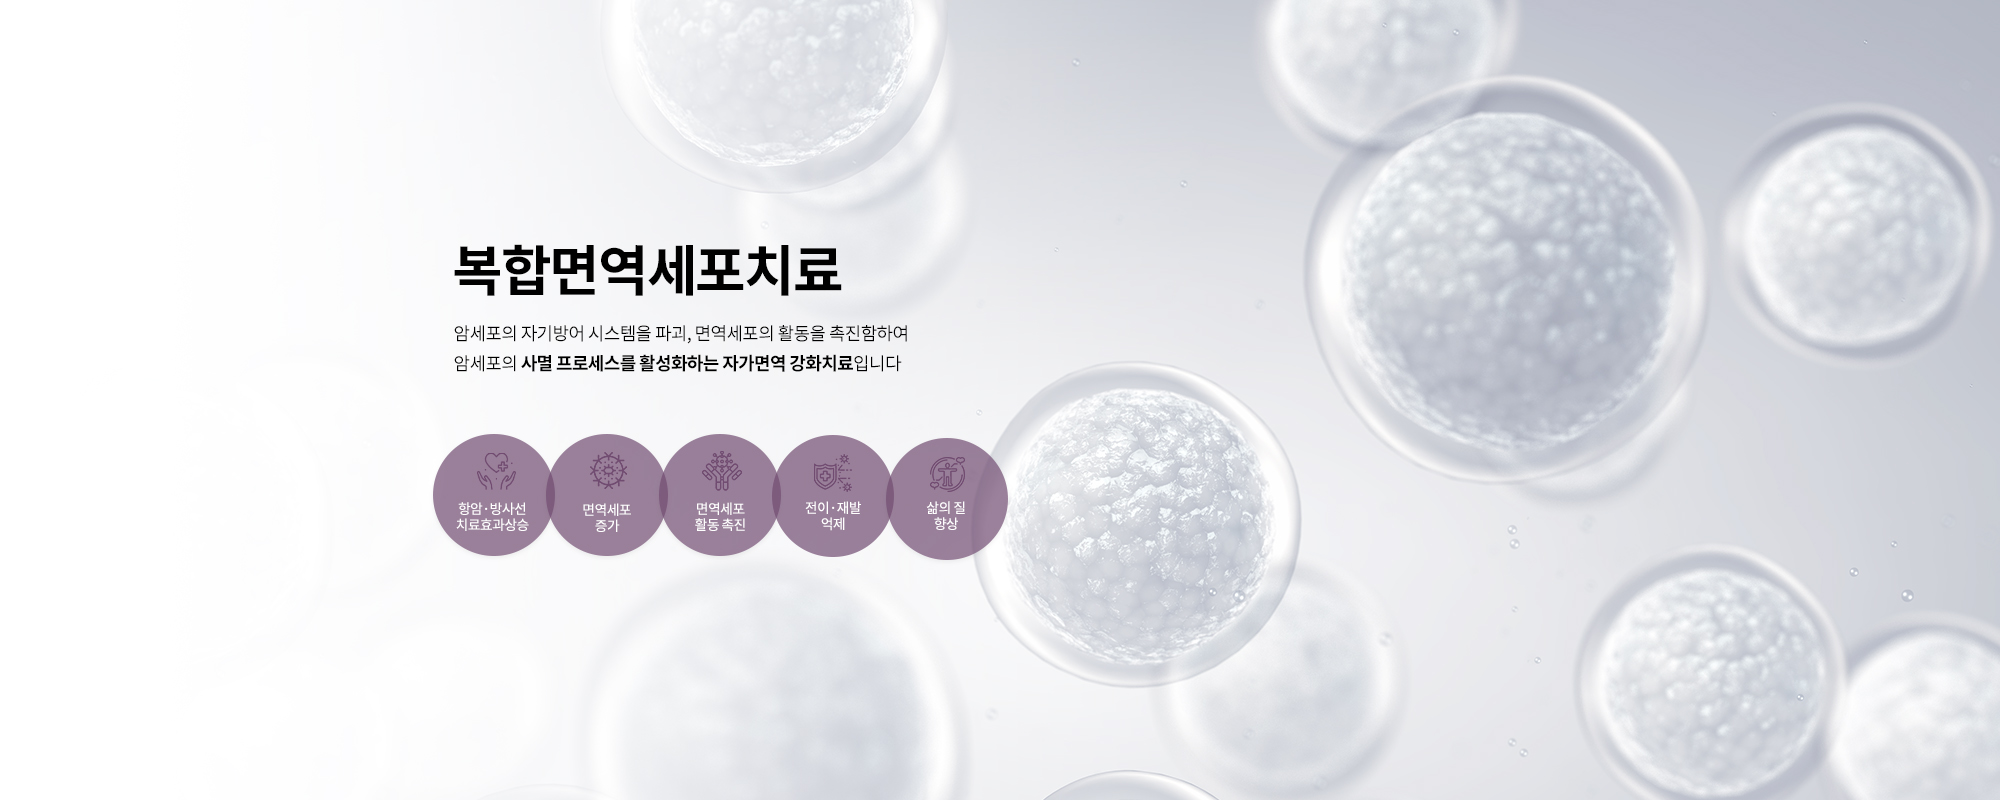 복합면역세포치료
암세포의 자기방어 시스템을 파괴, 면역세포의 활동을 촉진함하여
암세포의 사멸 프로세스를 활성화하는 자가면역 강화치료입니다
항암·방사선
치료효과상승
면역세포
증가
면역세포
활동 촉진
전이·재발
억제
삶의 질
향상